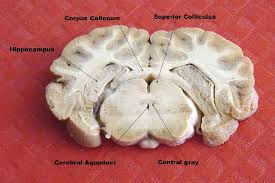 Corpus Callosum
Superior Colliculus
Hippocampus
Cerebral Aqueduct
Central gray